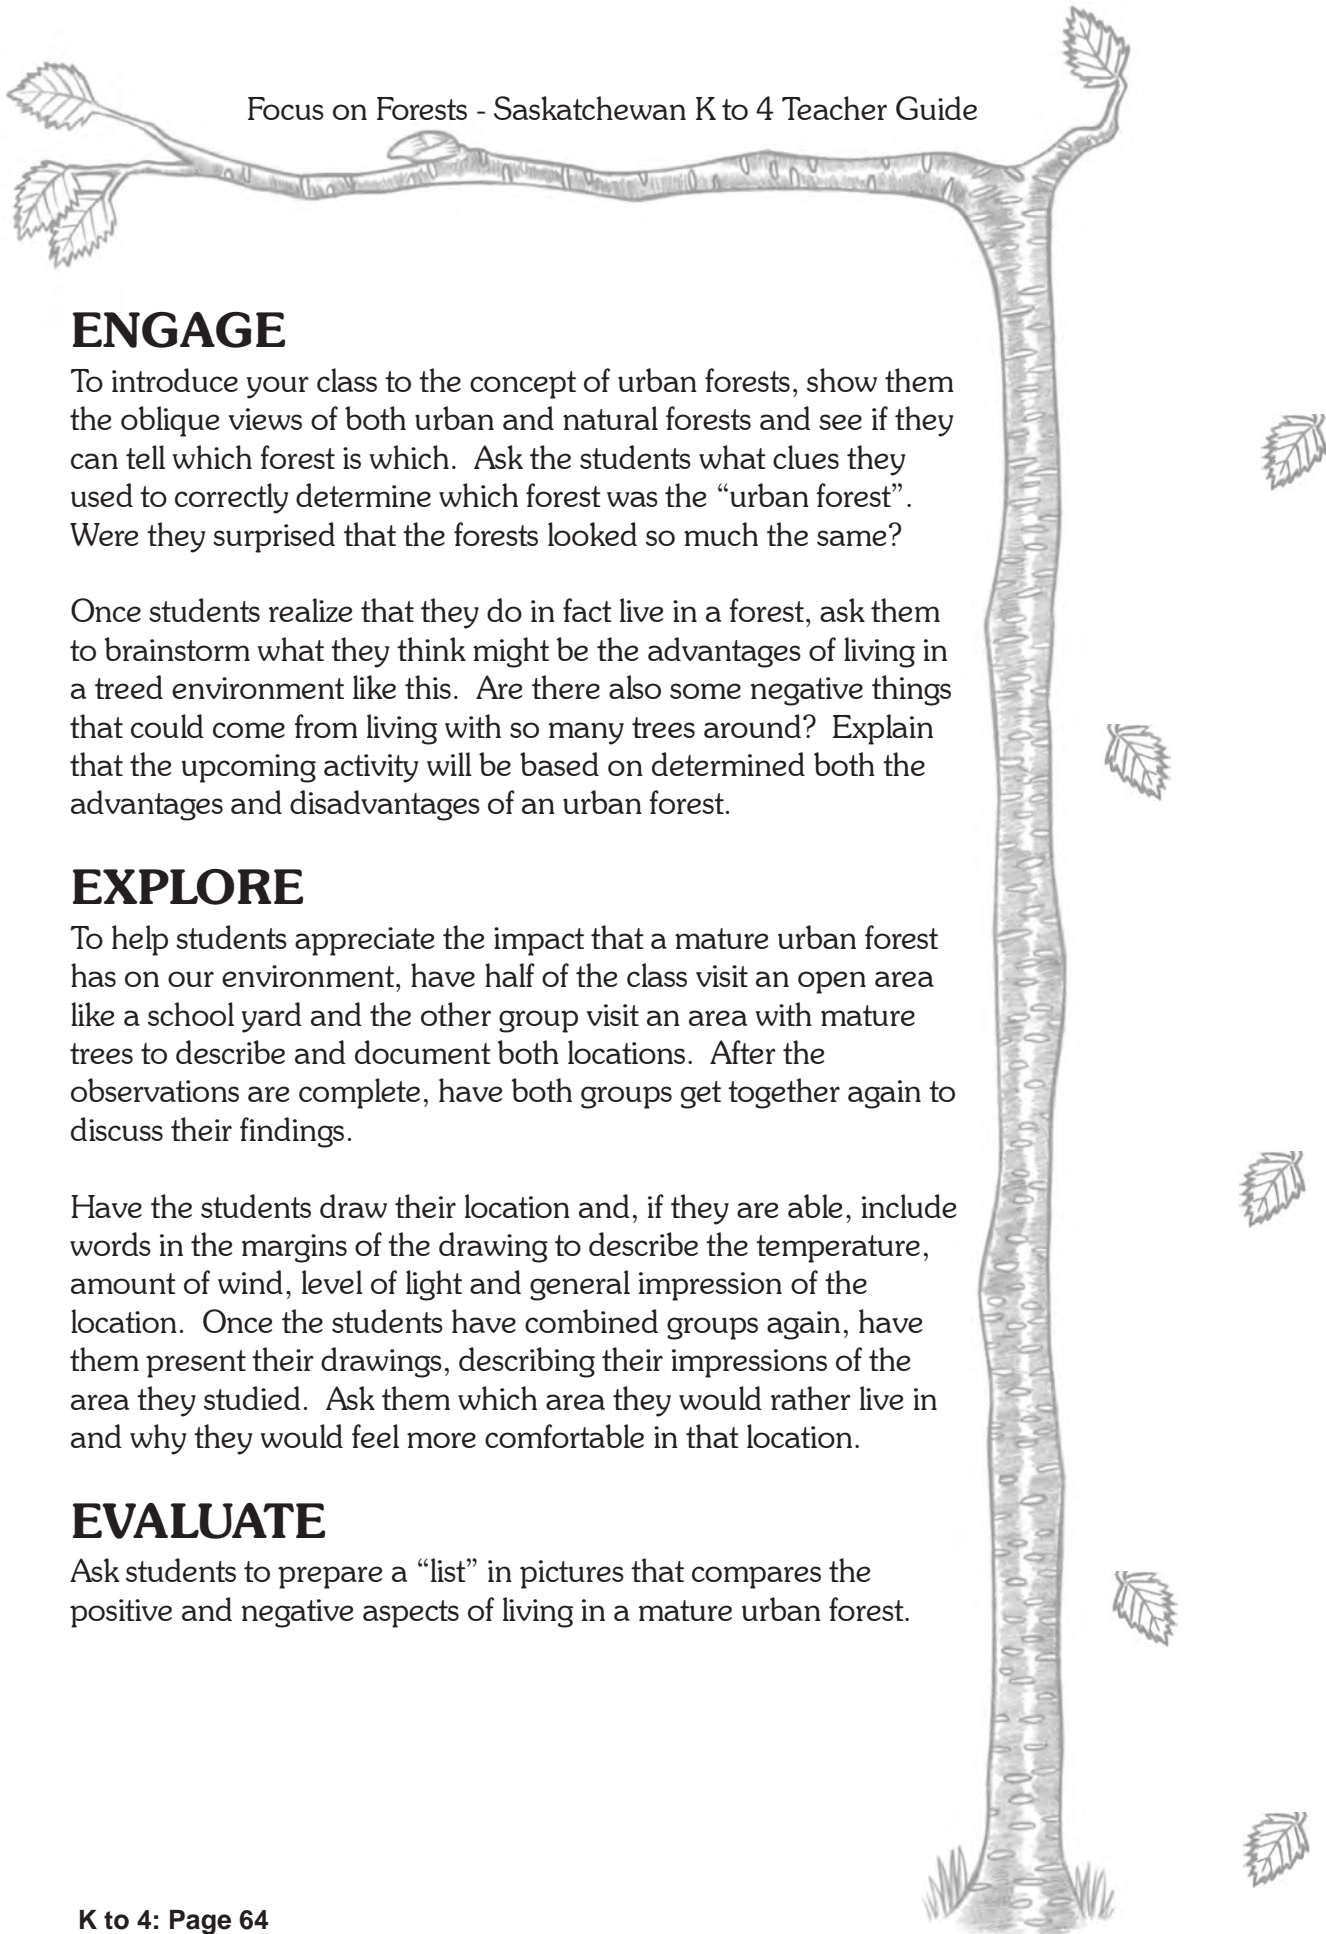 Focus on Forests - Saskatchewan K to 4 Teacher Guide
ENGAGE
To introduce your class to the concept of urban forests, show them
the oblique views of both urban and natural forests and see if they
can tell which forest is which.  Ask the students what clues they
used to correctly determine which forest was the “urban forest”.
Were they surprised that the forests looked so much the same?
Once students realize that they do in fact live in a forest, ask them
to brainstorm what they think might be the advantages of living in
a treed environment like this.  Are there also some negative things
that could come from living with so many trees around?  Explain
that the upcoming activity will be based on determined both the
advantages and disadvantages of an urban forest.
EXPLORE
To help students appreciate the impact that a mature urban forest
has on our environment, have half of the class visit an open area
like a school yard and the other group visit an area with mature
trees to describe and document both locations.  After the
observations are complete, have both groups get together again to
discuss their findings.
Have the students draw their location and, if they are able, include
words in the margins of the drawing to describe the temperature,
amount of wind, level of light and general impression of the
location.  Once the students have combined groups again, have
them present their drawings, describing their impressions of the
area they studied.  Ask them which area they would rather live in
and why they would feel more comfortable in that location.
EVALUATE
Ask students to prepare a “list” in pictures that compares the
positive and negative aspects of living in a mature urban forest.
K to 4: Page 64